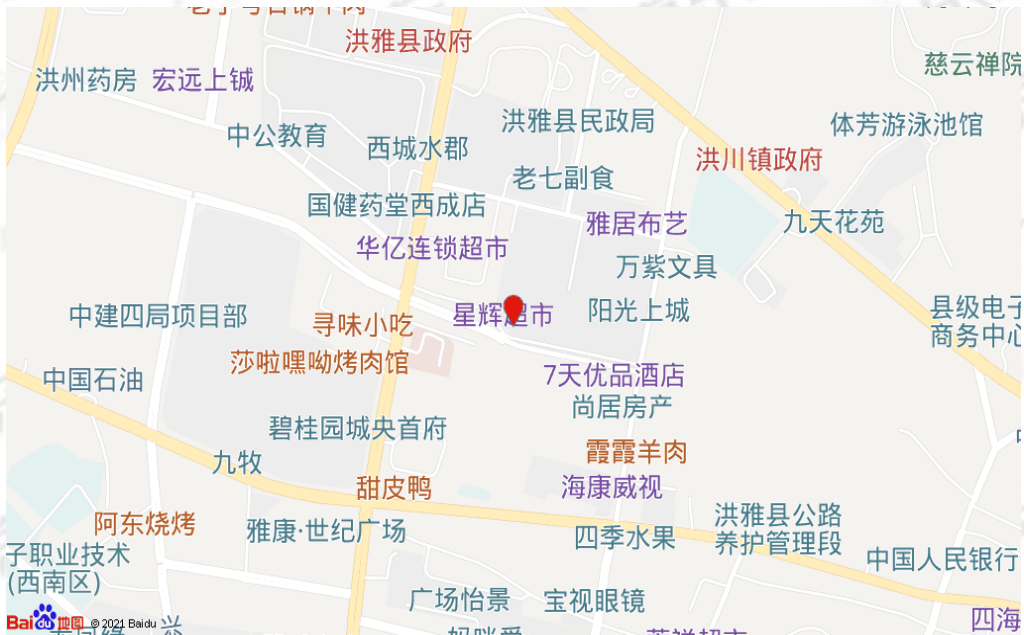 洪雅县政府
慈云禅院
洪州药房
宏远上铖
中公教育
西城水郡
洪雅县民政局
体芳游泳池馆
洪川镇政府
老七副食
国健药堂西成店
雅居布艺
九天花苑
华亿连锁超市
万紫文具
中建四局项目部
寻味小吃
星辉超市
阳光上城
县级电子
商务中心
莎啦嘿呦烤肉馆
中国石油
7天优品酒店
尚居房产
碧桂园城央首府
九牧
霞霞羊肉
甜皮鸭
海康威视
阿东烧烤
雅康·世纪广场
四季水果
洪雅县公路
养护管理段
子职业技术
(西南区)
中国人民银行
广场怡景
宝视眼镜
四海
Bai du 地图 © 2021 Baidu